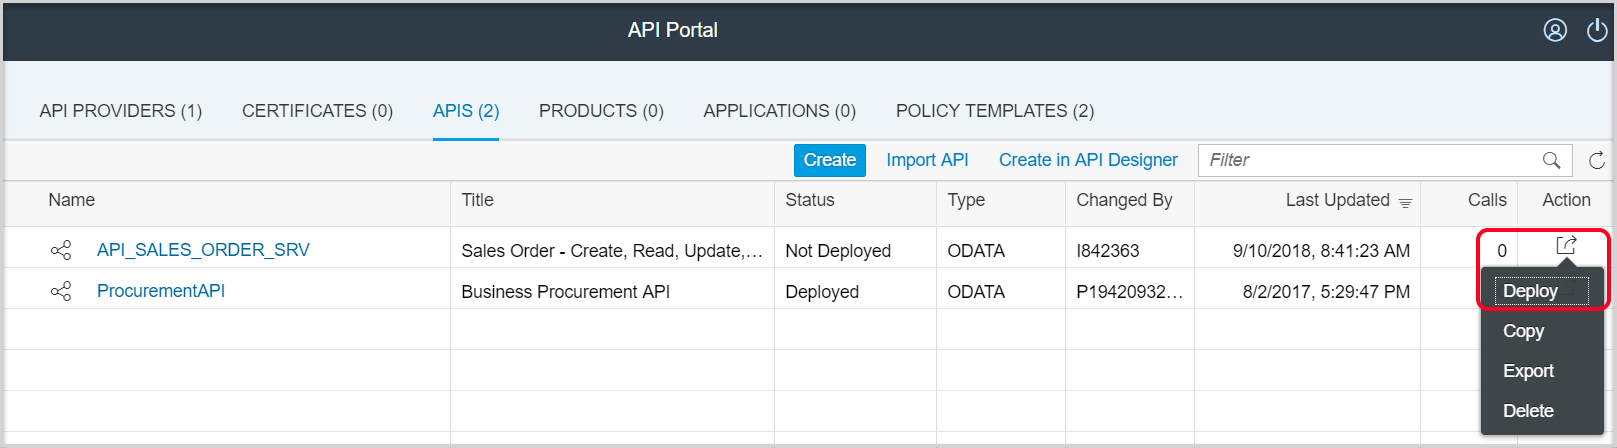 API Portal
API PROVIDERS (1) CERTIFICATES (0) APIS (2) PRODUCTS (0) APPLICATIONS (0) POLICY TEMPLATES (2)
Create Import API Create in API Designer Filter
Name Title Status Type Changed By Last Updated Calls Action
API_SALES_ORDER_SRV Sales Order - Create, Read, Update,... Not Deployed ODATA I842363 9/10/2018, 8:41:23 AM 0
ProcurementAPI Business Procurement API Deployed ODATA P19420932... 8/2/2017, 5:29:47 PM Deploy
Copy
Export
Delete